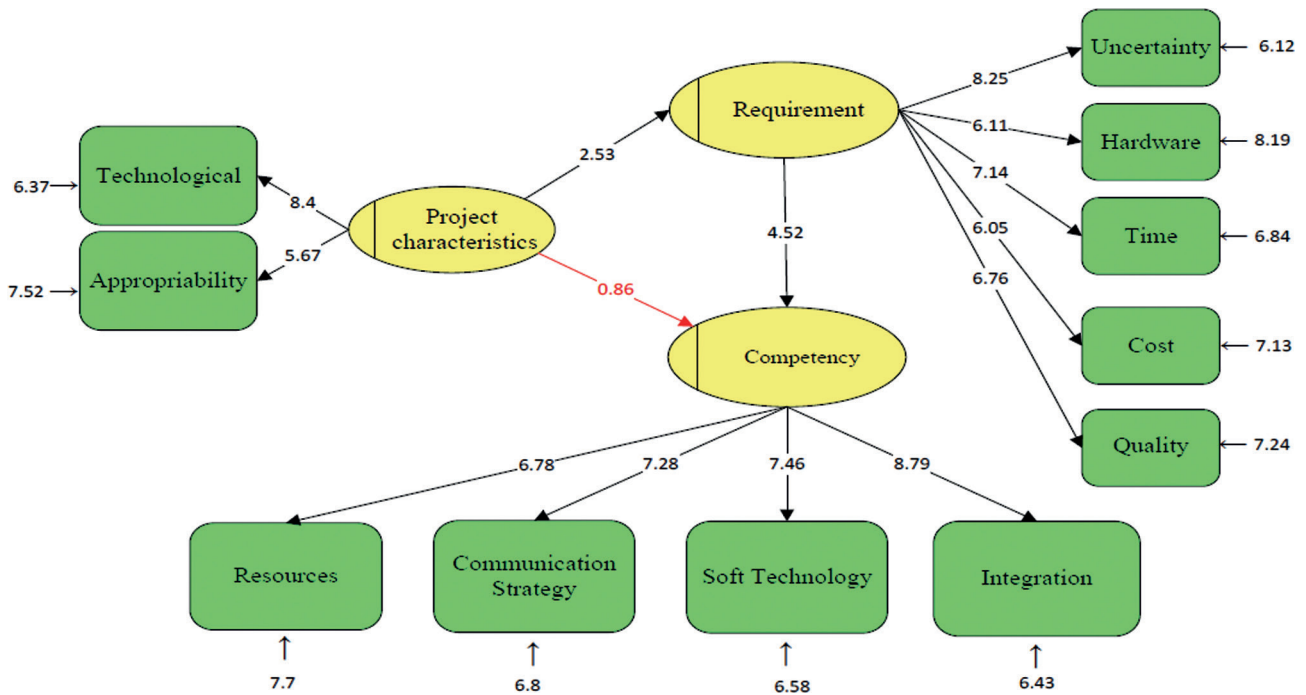 Uncertainty
6.12
8.25
Requirement
6.11
Hardware
8.19
Technological
2.53
7.14
6.37
8.4
Project
characteristics
4.52
6.05
Time
6.84
5.67
Appropriability
7.52
6.76
0.86
Competency
Cost
7.13
Quality
7.24
6.78
7.28
7.46
8.79
Resources
Communication
Strategy
Soft Technology
Integration
7.7
6.8
6.58
6.43